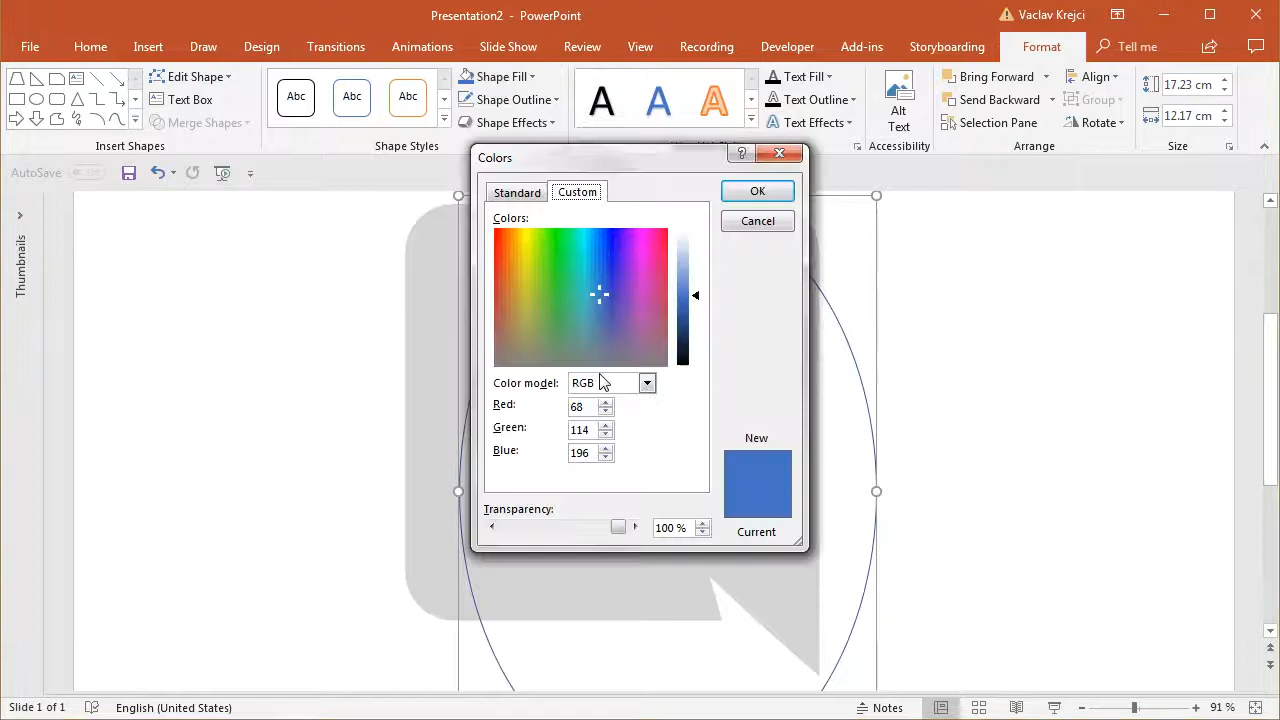 Presentation2 - PowerPoint
Vaclav Krejci
File Home Insert Draw Design Transitions Animations Slide Show Review View Recording Developer Add-ins Storyboarding Format Tell me
Edit Shape
Merge Shapes
Insert Shapes
Abc Abc Abc
Shape Fill
Shape Outline
Shape Effects
Shape Styles
A A A
Text Fill
Text Outline
Text Effects
Alt
Text
Accessibility
Bring Forward
Send Backward
Selection Pane
Align
Group
Rotate
Arrange
17.23 cm
12.17 cm
Size
AutoSave
Thumbnails
Colors
?
Standard Custom
OK
Cancel
Colors:
Color model: RGB
Red: 68
Green: 114
Blue: 196
New
Current
Transparency:
100 %
Slide 1 of 1 English (United States) Notes 91 %